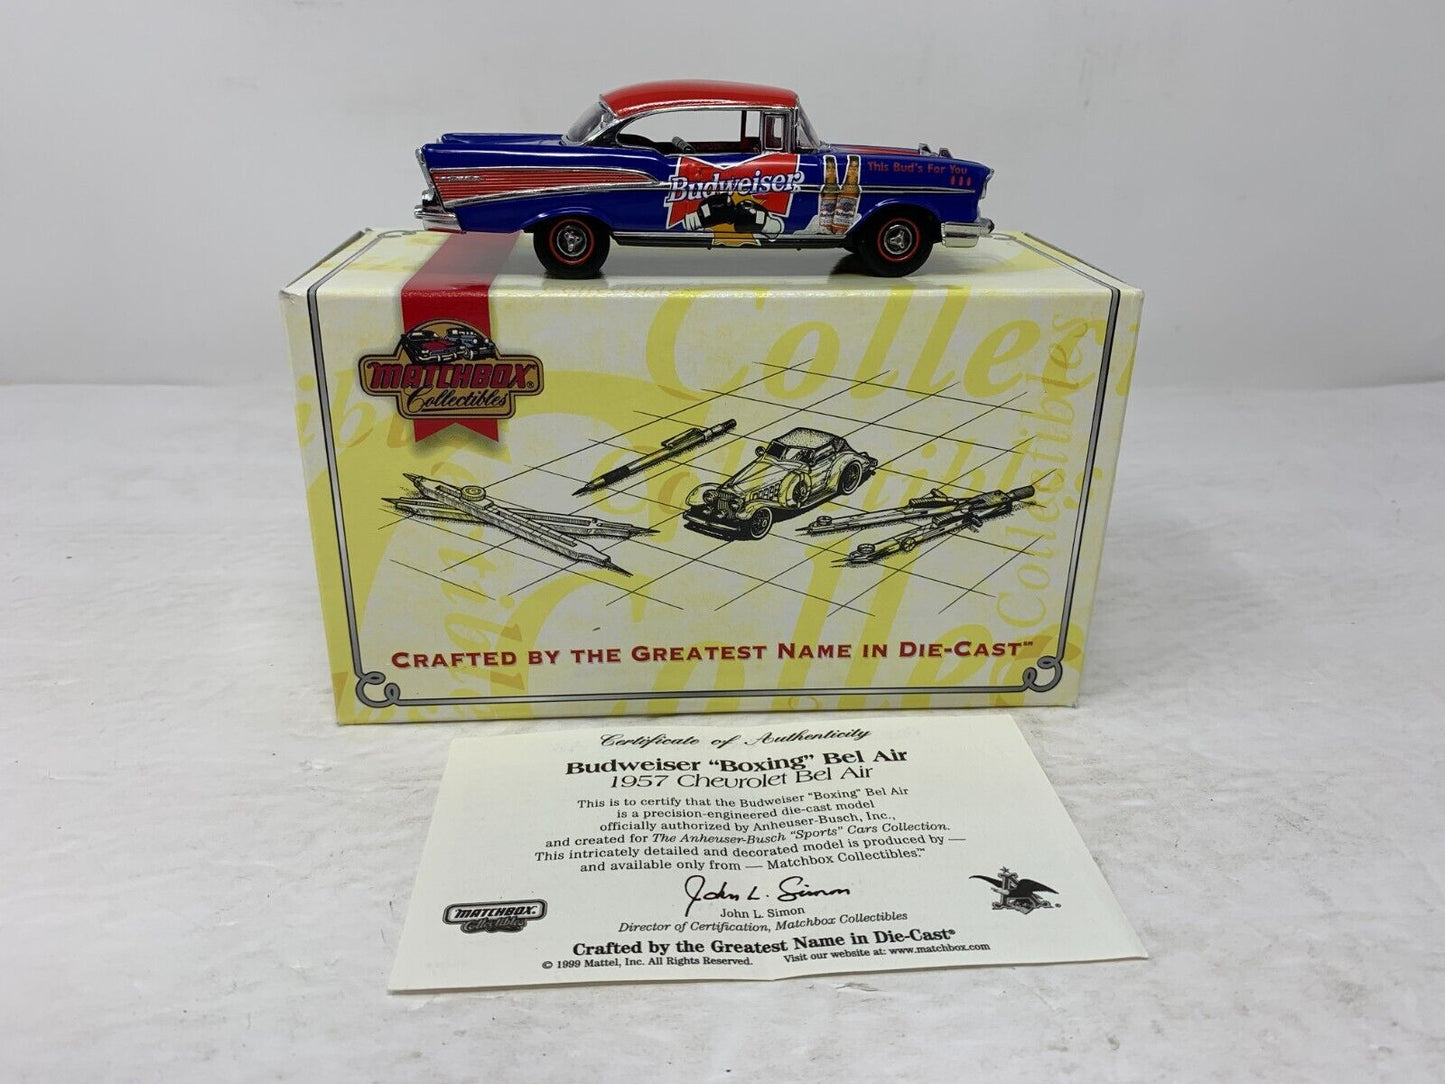 This Bud's For You
Budweiser
MATCHBOX®
Collectibles
Collectibles
CRAFTED BY THE GREATEST NAME IN DIE-CAST℠
Certificate of Authenticity
Budweiser "Boxing" Bel Air
1957 Chevrolet Bel Air
This is to certify that the Budweiser "Boxing" Bel Air
is a precision-engineered die-cast model
officially authorized by Anheuser-Busch, Inc.,
and created for The Anheuser-Busch "Sports" Cars Collection.
This intricately detailed and decorated model is produced by —
and available only from — Matchbox Collectibles.™
John L. Simon
John L. Simon
Director of Certification, Matchbox Collectibles
MATCHBOX®
Collectibles
Crafted by the Greatest Name in Die-Cast®
© 1999 Mattel, Inc. All Rights Reserved. Visit our website at: www.matchbox.com